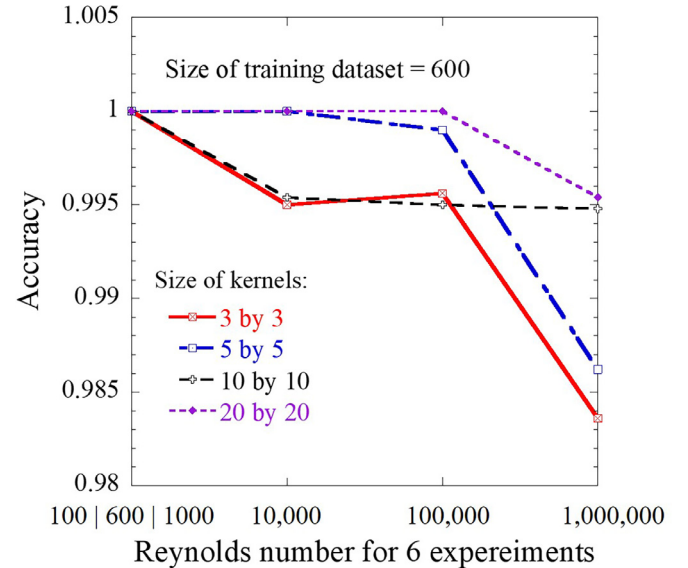 1.005
Size of training dataset = 600
1
0.995
Accuracy
0.99
Size of kernels:
3 by 3
5 by 5
10 by 10
20 by 20
0.985
0.98
100 | 600 | 1000 10,000 100,000 1,000,000
Reynolds number for 6 expereiments